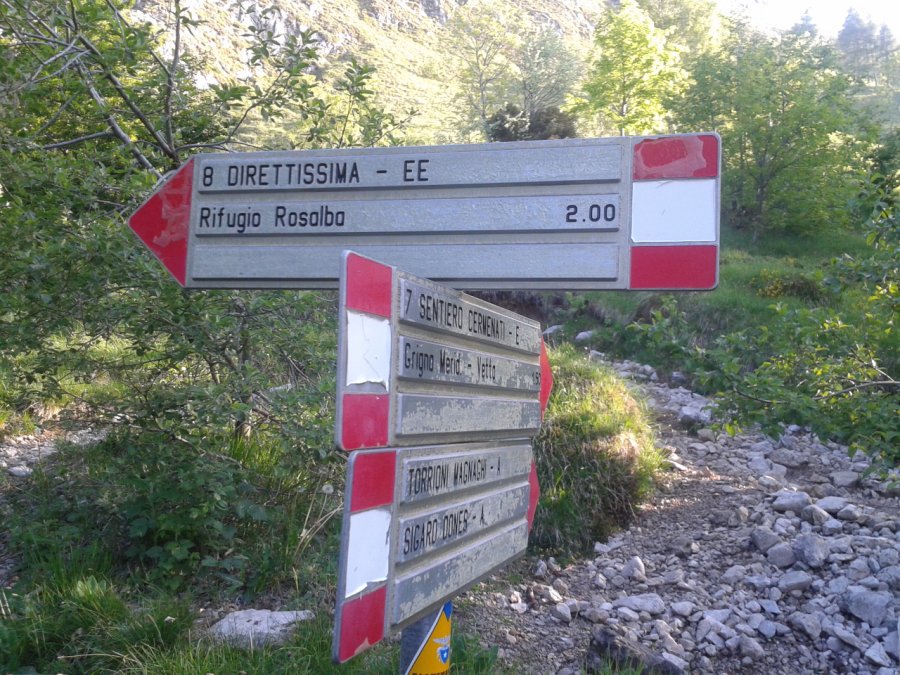 8 DIRETTISSIMA - EE
Rifugio Rosalba 2.00
7 SENTIERO CERMENATI - E
Grigna Merid. - Vetta
TORRIONI MAGNAGHI - A
SIGARO DONES - A